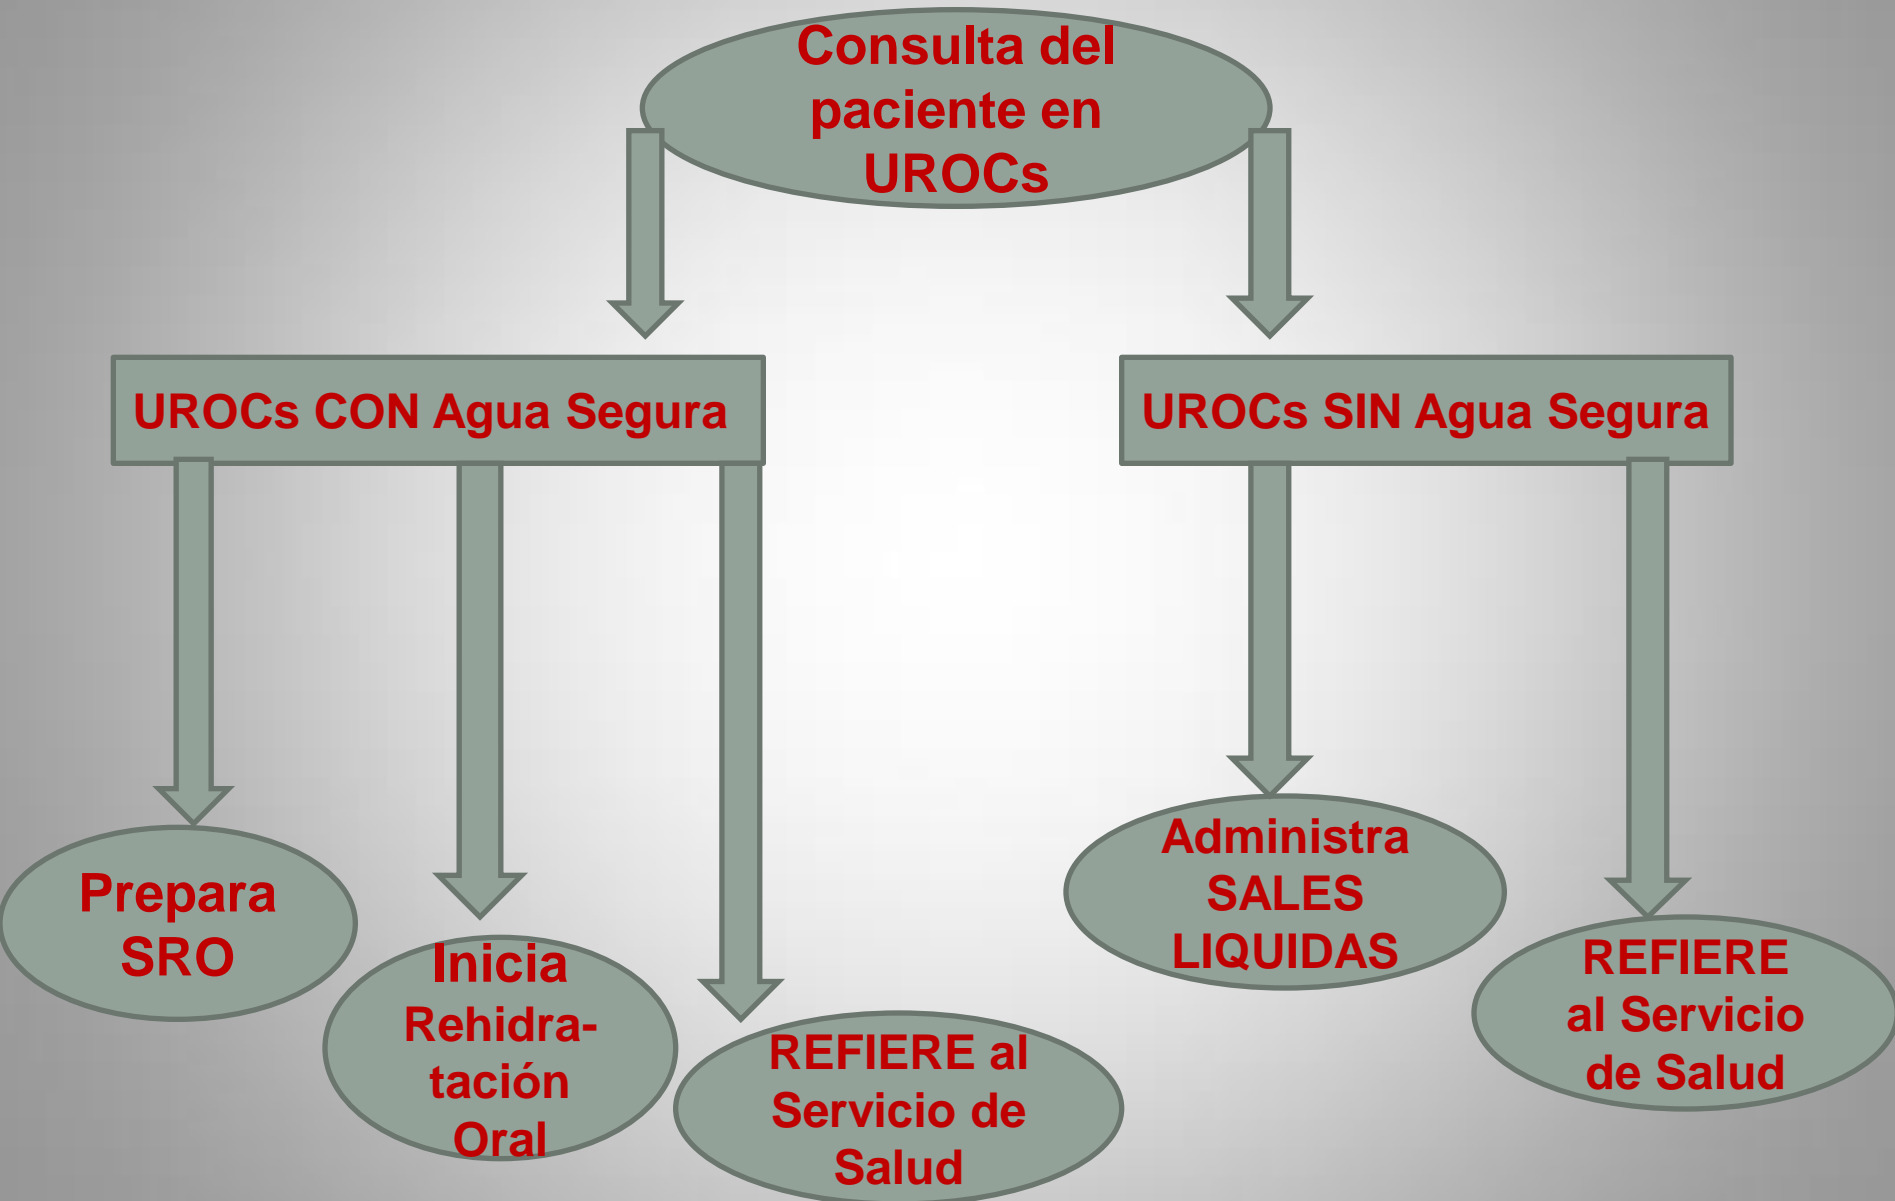 Consulta del
paciente en
UROCs
UROCs CON Agua Segura
UROCs SIN Agua Segura
Prepara
SRO
Inicia
Rehidra-
tación
Oral
REFIERE al
Servicio de
Salud
Administra
SALES
LIQUIDAS
REFIERE
al Servicio
de Salud